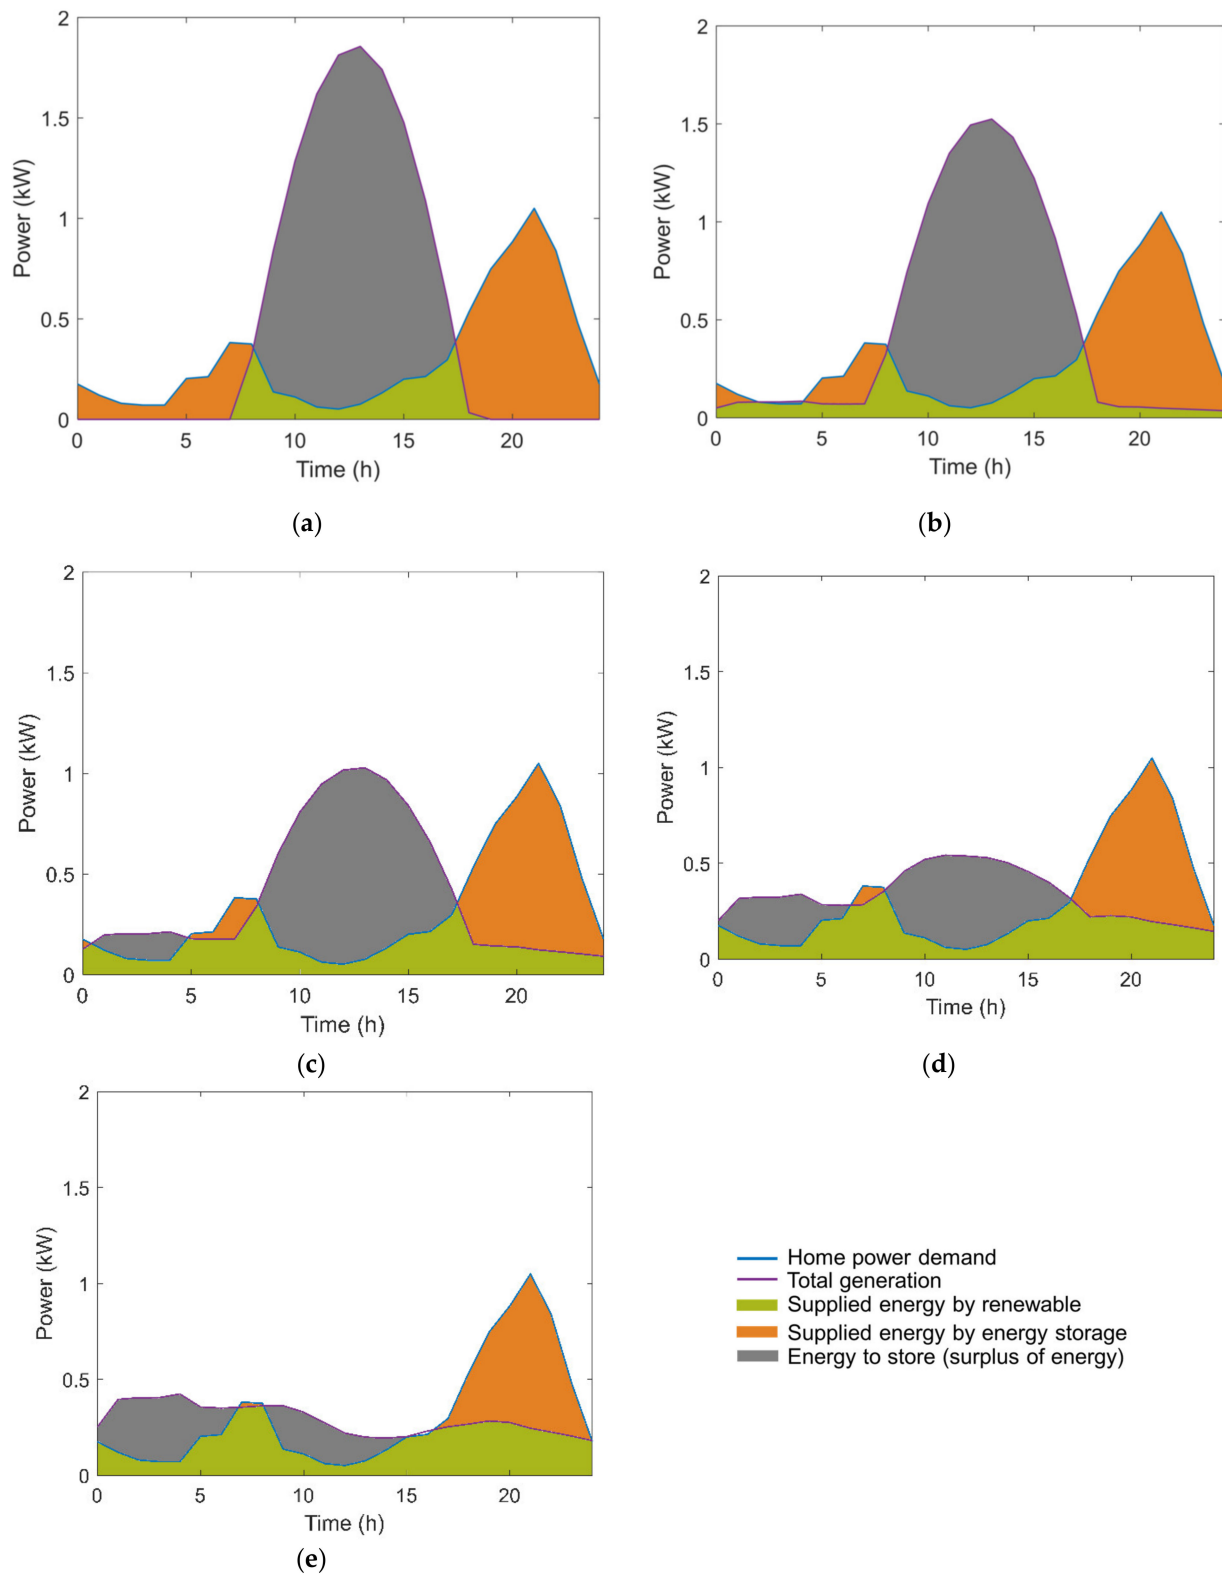 2
1.5
1
0.5
0
Power (kW)
0 5 10 15 20
Time (h)
(a)
2
1.5
1
0.5
0
Power (kW)
0 5 10 15 20
Time (h)
(b)
2
1.5
1
0.5
0
Power (kW)
0 5 10 15 20
Time (h)
(c)
2
1.5
1
0.5
0
Power (kW)
0 5 10 15 20
Time (h)
(d)
2
1.5
1
0.5
0
Power (kW)
0 5 10 15 20
Time (h)
(e)
Home power demand
Total generation
Supplied energy by renewable
Supplied energy by energy storage
Energy to store (surplus of energy)